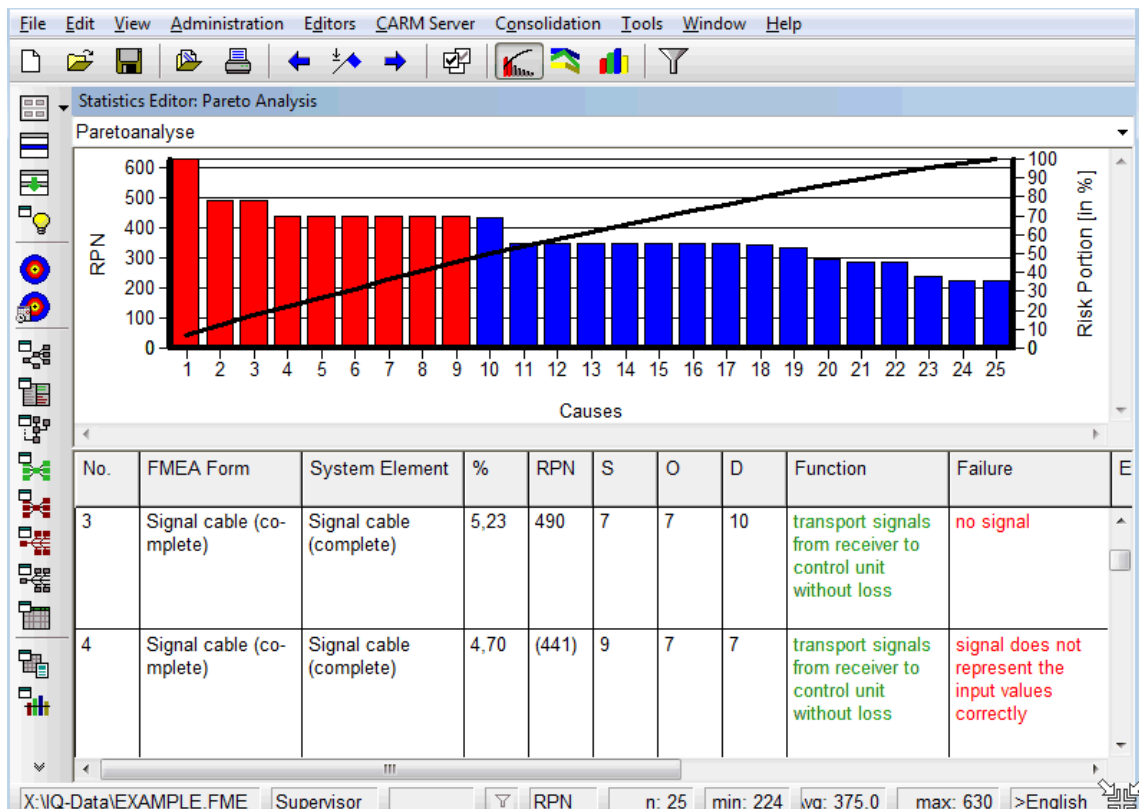 File Edit View Administration Editors CARM Server Consolidation Tools Window Help
Statistics Editor: Pareto Analysis
Paretoanalyse
RPN
600
500
400
300
200
100
0
100
90
80
70
60
50
40
30
20
10
0
Risk Portion [in %]
1 2 3 4 5 6 7 8 9 10 11 12 13 14 15 16 17 18 19 20 21 22 23 24 25
Causes
No. FMEA Form System Element % RPN S O D Function Failure E
3 Signal cable (co- Signal cable 5,23 490 7 7 10 transport signals no signal
mplete) (complete) from receiver to
control unit
without loss
4 Signal cable (co- Signal cable 4,70 (441) 9 7 7 transport signals signal does not
mplete) (complete) from receiver to represent the
control unit input values
without loss correctly
X:\IQ-Data\EXAMPLE.FME Supervisor RPN n: 25 min: 224 vg: 375.0 max: 630 >English